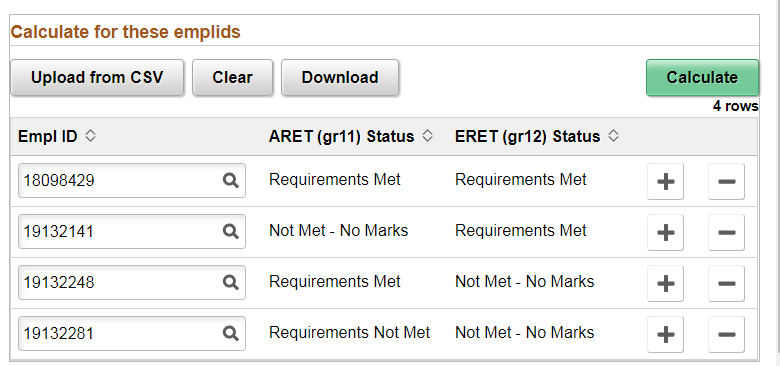 Calculate for these emplids
Upload from CSV Clear Download Calculate
4 rows
Empl ID ARET (gr11) Status ERET (gr12) Status
18098429 Requirements Met Requirements Met
19132141 Not Met - No Marks Requirements Met
19132248 Requirements Met Not Met - No Marks
19132281 Requirements Not Met Not Met - No Marks